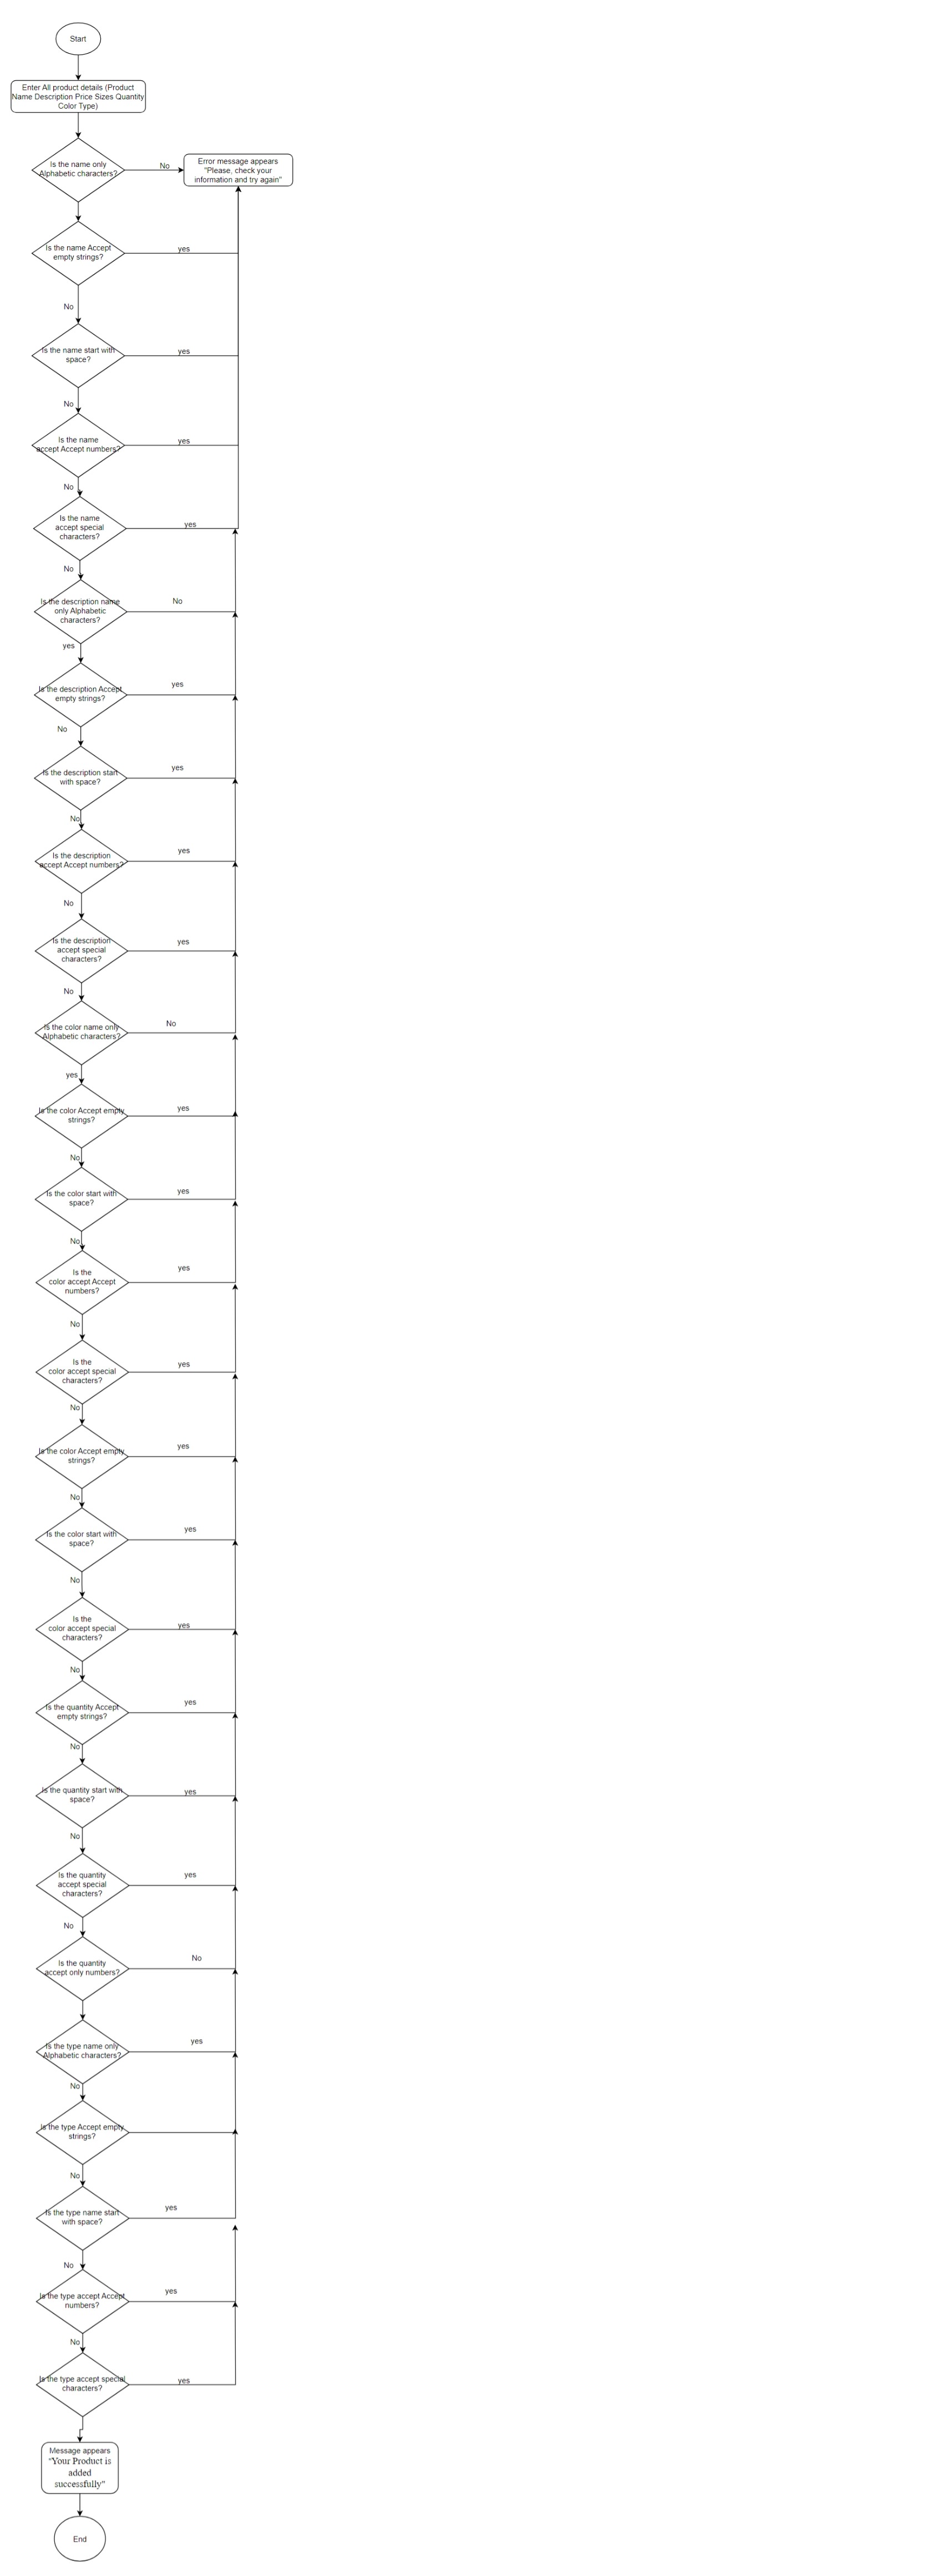 Start
Enter All product details (Product
Name Description Price Sizes Quantity
Color Type)
Is the name only
Alphabetic characters?
No
Error message appears
"Please, check your
information and try again"
Is the name Accept
empty strings?
yes
No
Is the name start with
space?
yes
No
Is the name
accept Accept numbers?
yes
No
Is the name
accept special
characters?
yes
No
Is the description name
only Alphabetic
characters?
No
yes
Is the description Accept
empty strings?
yes
No
Is the description start
with space?
yes
No
Is the description
accept Accept numbers?
yes
No
Is the description
accept special
characters?
yes
No
Is the color name only
Alphabetic characters?
No
yes
Is the color Accept empty
strings?
yes
No
Is the color start with
space?
yes
No
Is the
color accept Accept
numbers?
yes
No
Is the
color accept special
characters?
yes
No
Is the color Accept empty
strings?
yes
No
Is the color start with
space?
yes
No
Is the
color accept special
characters?
yes
No
Is the quantity Accept
empty strings?
yes
No
Is the quantity start with
space?
yes
No
Is the quantity
accept special
characters?
yes
No
Is the quantity
accept only numbers?
No
Is the type name only
Alphabetic characters?
yes
No
Is the type Accept empty
strings?
No
Is the type name start
with space?
yes
No
Is the type accept Accept
numbers?
yes
No
Is the type accept special
characters?
yes
Message appears
"Your Product is
added
successfully"
End